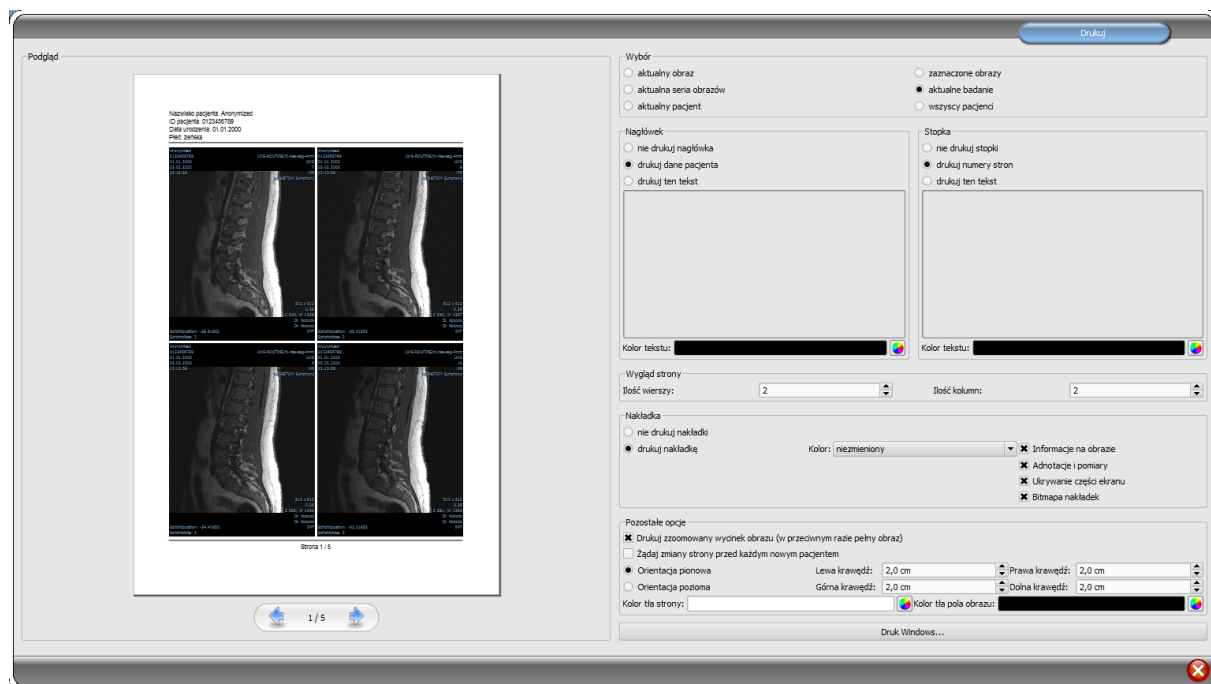 Drukuj
Podgląd
Nazwisko pacjenta: Anonymized
ID pacjenta: 0123456789
Data urodzenia: 01.01.2000
Płeć: żeńska
Strona 1 / 5
1 / 5
Wybór
aktualny obraz
zaznaczone obrazy
aktualna seria obrazów
aktualne badanie
aktualny pacjent
wszyscy pacjenci
Nagłówek
nie drukuj nagłówka
drukuj dane pacjenta
drukuj ten tekst
Kolor tekstu:
Stopka
nie drukuj stopki
drukuj numery stron
drukuj ten tekst
Kolor tekstu:
Wygląd strony
Ilość wierszy: 2
Ilość kolumn: 2
Nakładka
nie drukuj nakładki
drukuj nakładkę
Kolor: niezmieniony
Informacje na obrazie
Adnotacje i pomiary
Ukrywanie części ekranu
Bitmapa nakładek
Pozostałe opcje
Drukuj zzoomowany wycinek obrazu (w przeciwnym razie pełny obraz)
Żądaj zmiany strony przed każdym nowym pacjentem
Orientacja pionowa
Lewa krawędź: 2,0 cm
Prawa krawędź: 2,0 cm
Orientacja pozioma
Górna krawędź: 2,0 cm
Dolna krawędź: 2,0 cm
Kolor tła strony:
Kolor tła pola obrazu:
Druk Windows...